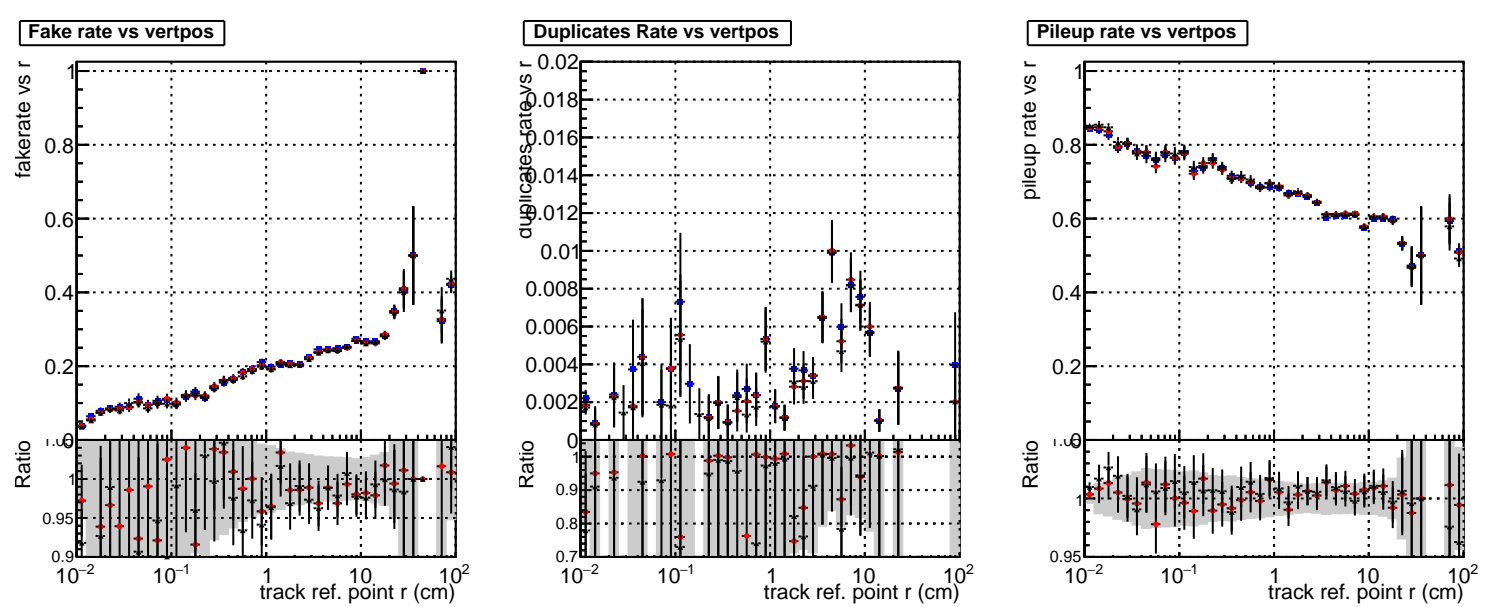 Fake rate vs vertpos
fakerate vs r
1
0.8
0.6
0.4
0.2
0
Ratio
1
0.95
0.9
10⁻² 10⁻¹ 1 10 10²
track ref. point r (cm)
Duplicates Rate vs vertpos
duplicates rate vs r
0.02
0.018
0.016
0.014
0.012
0.01
0.008
0.006
0.004
0.002
0
Ratio
1
0.9
0.8
0.7
10⁻² 10⁻¹ 1 10 10²
track ref. point r (cm)
Pileup rate vs vertpos
pileup rate vs r
1
0.8
0.6
0.4
0.2
0
Ratio
1
0.95
10⁻² 10⁻¹ 1 10 10²
track ref. point r (cm)